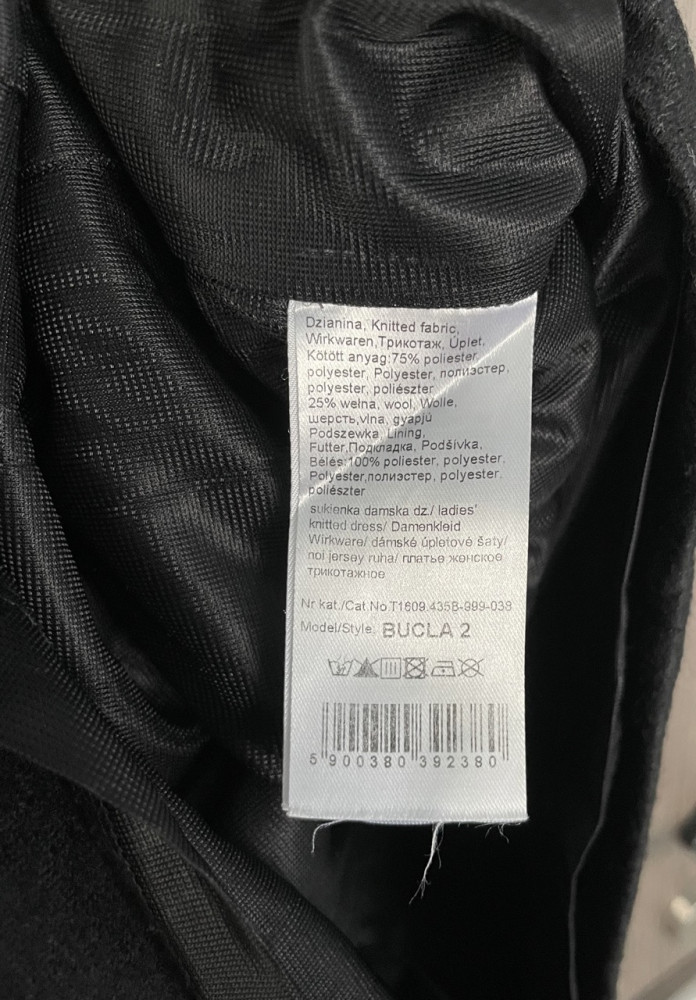 Dzianina, Knitted fabric,
Wirkwaren,Трикотаж, Úplet,
Kötött anyag:75% poliester,
polyester, Polyester, полиэстер,
polyester, poliészter
25% wełna, wool, Wolle,
шерсть,vlna, gyapjú
Podszewka, Lining,
Futter,Подкладка, Podšívka,
Bélés:100% poliester, polyester,
Polyester,полиэстер, polyester,
poliészter
sukienka damska dz./ ladies'
knitted dress/ Damenkleid
Wirkware/ dámské úpletové šaty/
noi jersey ruha/ платье женское
трикотажное
Nr kat./Cat.No.T1609.435B-999-038
Model/Style: BUCLA 2
5 900380 392380